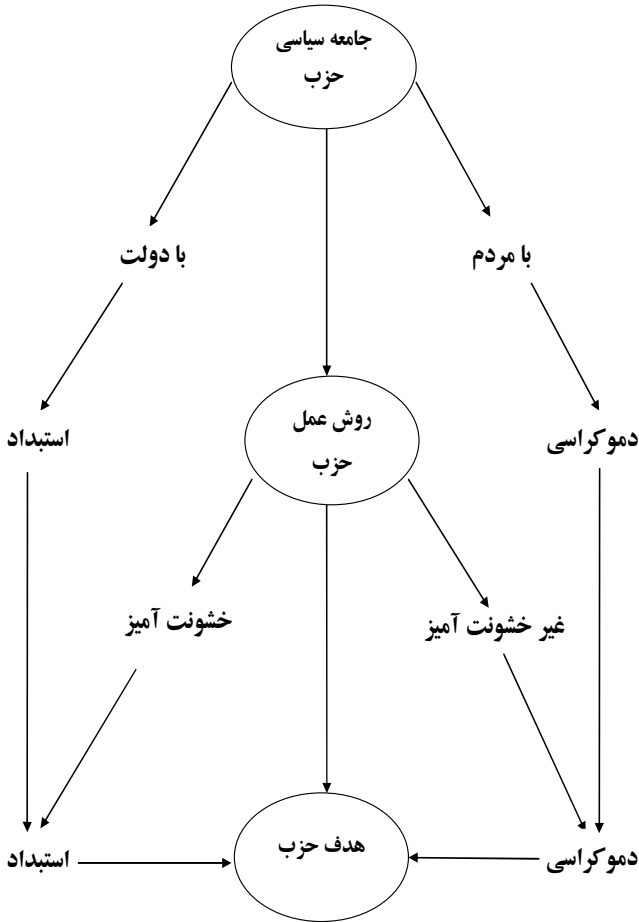 جامعه سیاسی
حزب
با مردم
با دولت
روش عمل
حزب
دموکراسی
استبداد
غیر خشونت آمیز
خشونت آمیز
هدف حزب
دموکراسی
استبداد